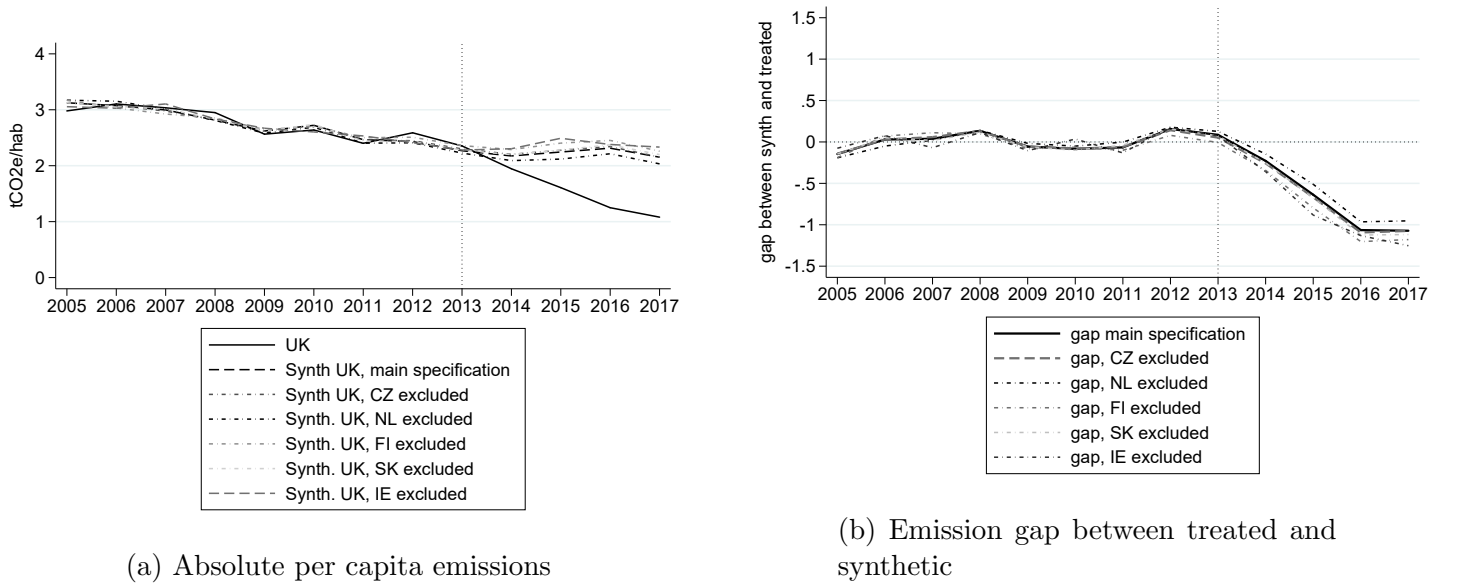 tCO2e/hab
4
3
2
1
0
2005 2006 2007 2008 2009 2010 2011 2012 2013 2014 2015 2016 2017
UK
Synth UK, main specification
Synth UK, CZ excluded
Synth. UK, NL excluded
Synth. UK, FI excluded
Synth. UK, SK excluded
Synth. UK, IE excluded
(a) Absolute per capita emissions
gap between synth and treated
1.5
1
.5
0
-.5
-1
-1.5
2005 2006 2007 2008 2009 2010 2011 2012 2013 2014 2015 2016 2017
gap main specification
gap, CZ excluded
gap, NL excluded
gap, FI excluded
gap, SK excluded
gap, IE excluded
(b) Emission gap between treated and
synthetic